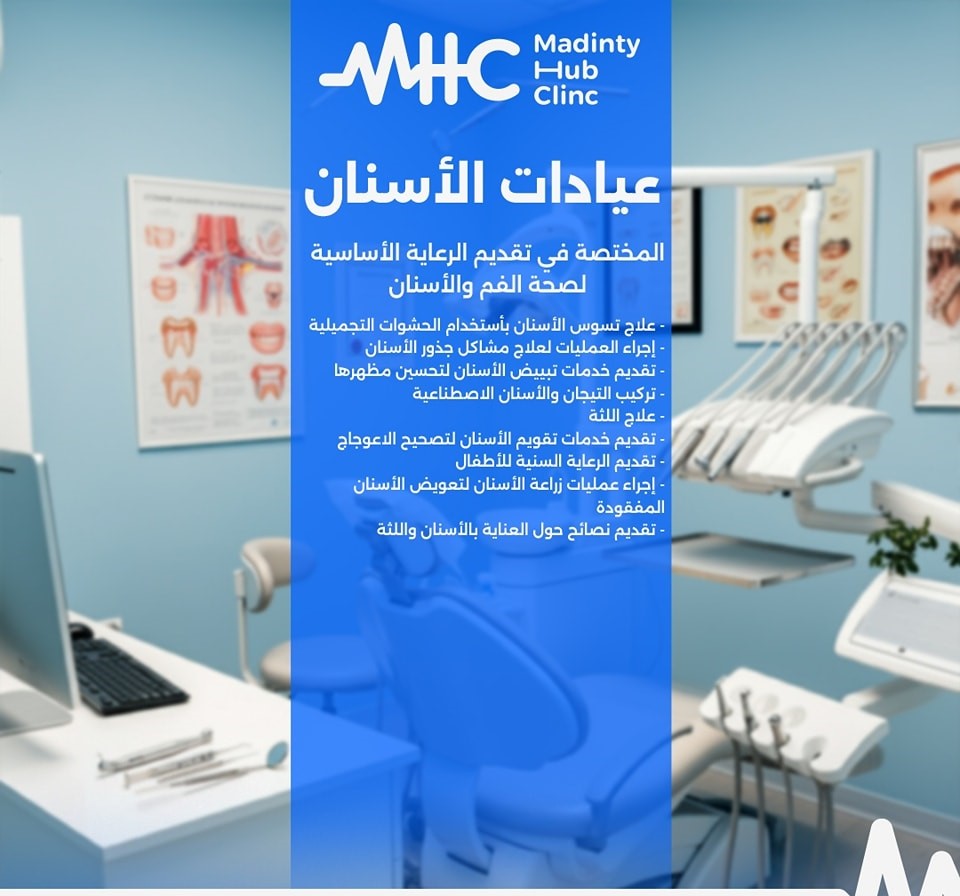 MHC
Madinty
Hub
Clinc
عيادات الأسنان
المختصة في تقديم الرعاية الأساسية
لصحة الفم والأسنان
- علاج تسوس الأسنان بأستخدام الحشوات التجميلية
- إجراء العمليات لعلاج مشاكل جذور الأسنان
- تقديم خدمات تبييض الأسنان لتحسين مظهرها
- تركيب التيجان والأسنان الاصطناعية
- علاج اللثة
- تقديم خدمات تقويم الأسنان لتصحيح الاعوجاج
- تقديم الرعاية السنية للأطفال
- إجراء عمليات زراعة الأسنان لتعويض الأسنان
المفقودة
- تقديم نصائح حول العناية بالأسنان واللثة